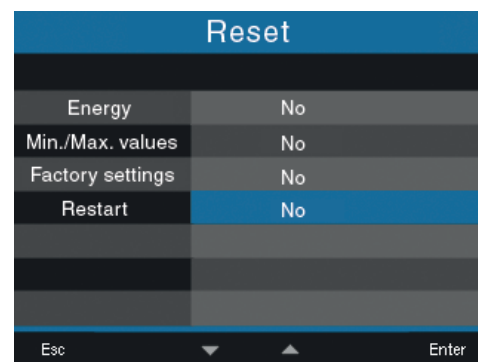 Reset
Energy No
Min./Max. values No
Factory settings No
Restart No
Esc Enter